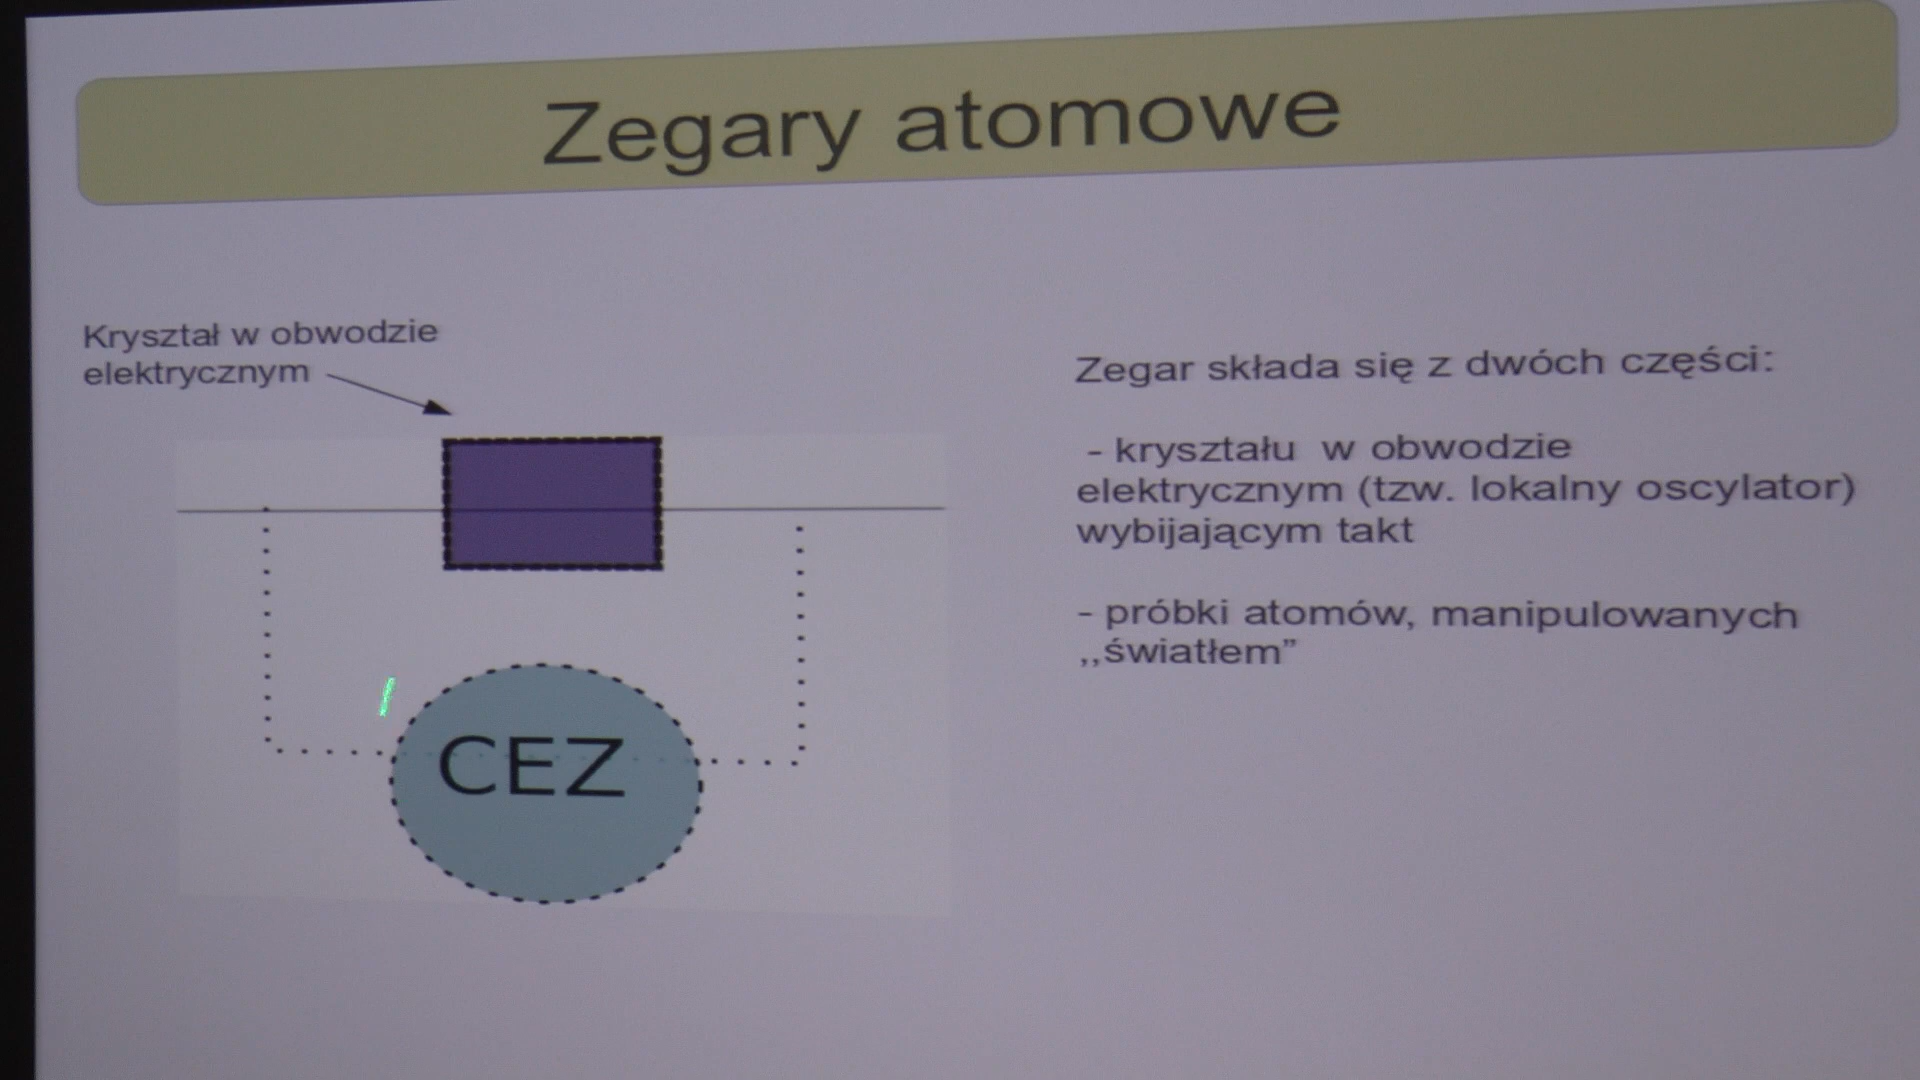 Zegary atomowe
Kryształ w obwodzie
elektrycznym
CEZ
Zegar składa się z dwóch części:
- kryształu w obwodzie
elektrycznym (tzw. lokalny oscylator)
wybijającym takt
- próbki atomów, manipulowanych
,,światłem”